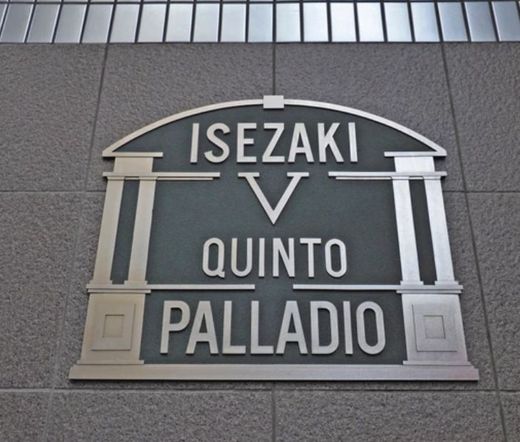 ISEZAKI
V
QUINTO
PALLADIO